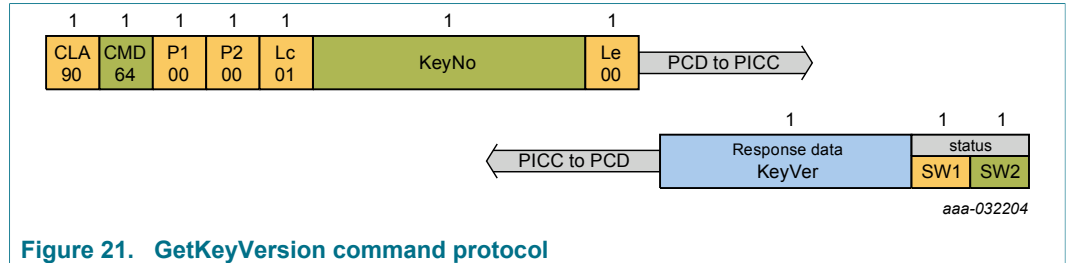 1 1 1 1 1 1 1
CLA CMD P1 P2 Lc KeyNo Le
90 64 00 00 01 00
PCD to PICC
1 1 1
Response data status
PICC to PCD
KeyVer SW1 SW2
aaa-032204
Figure 21. GetKeyVersion command protocol